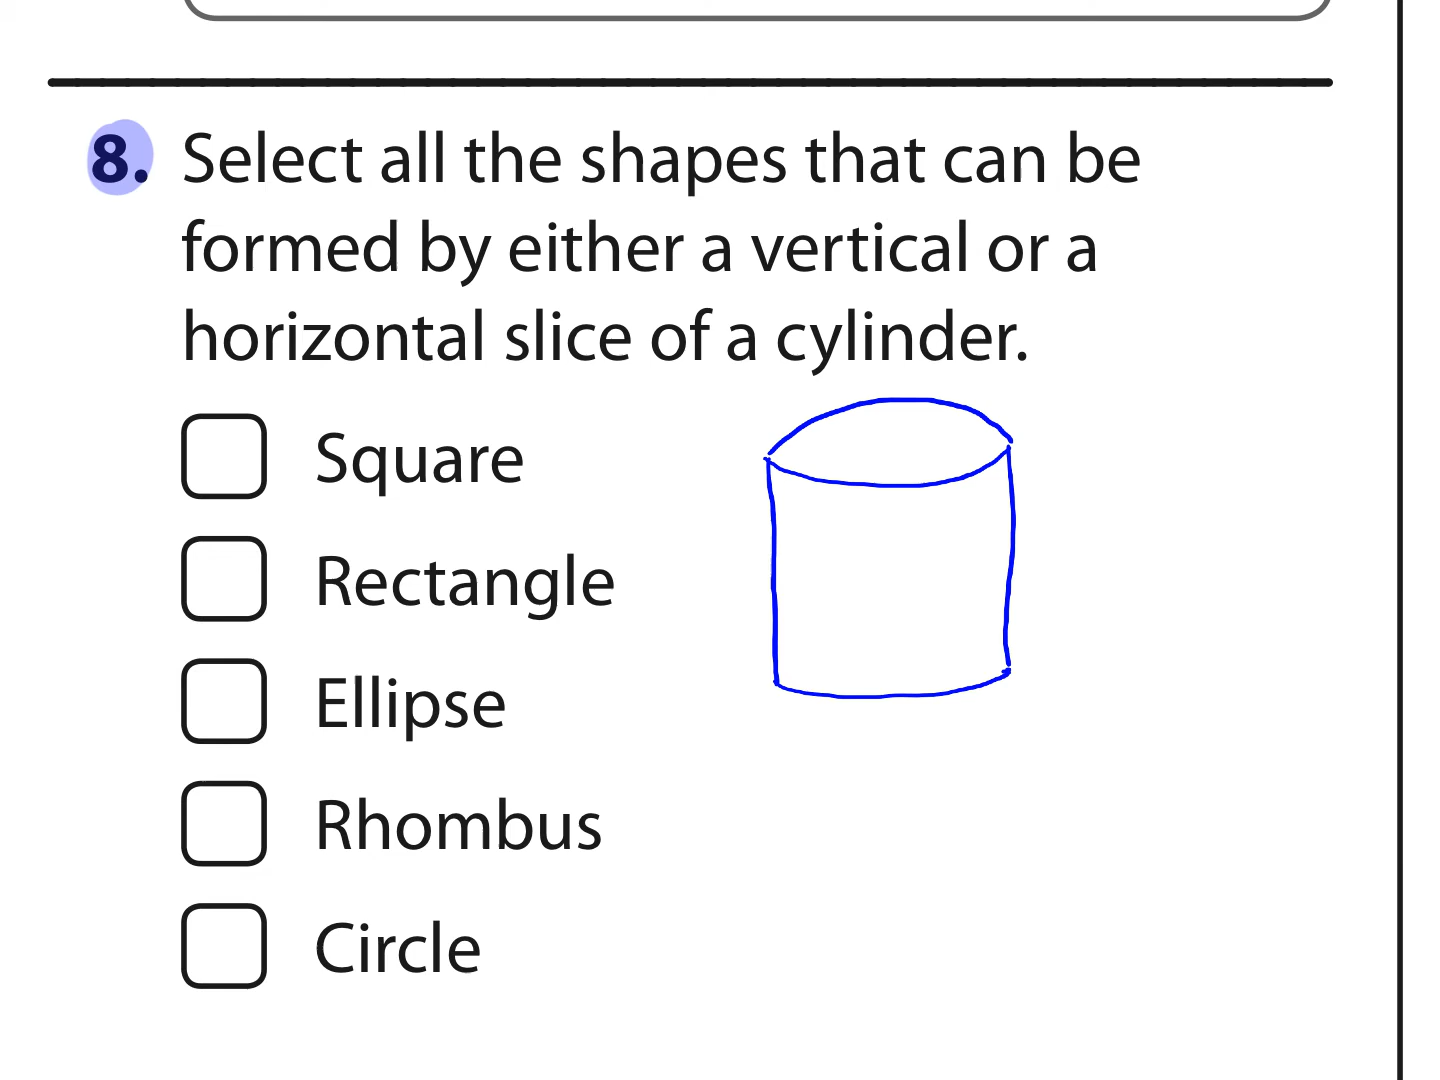 8. Select all the shapes that can be
formed by either a vertical or a
horizontal slice of a cylinder.
Square
Rectangle
Ellipse
Rhombus
Circle